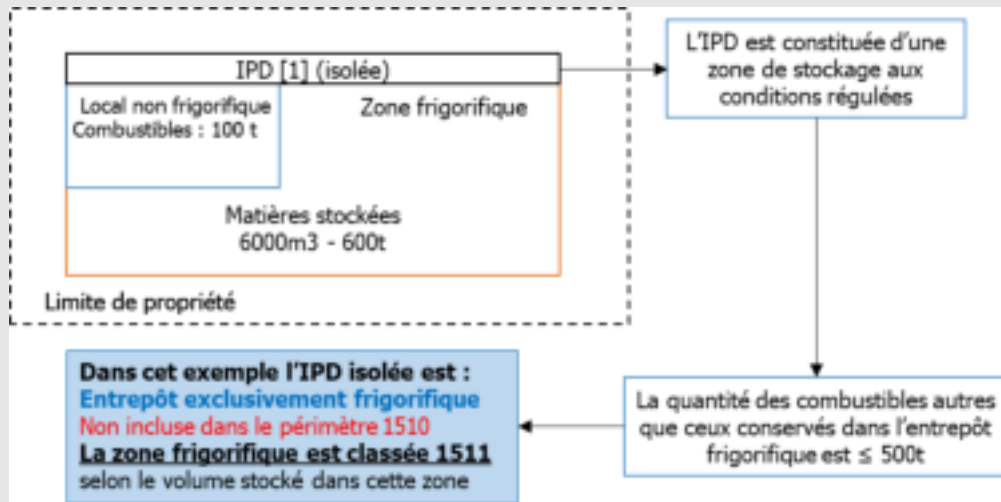 IPD [1] (isolée)
Local non frigorifique
Combustibles : 100 t
Zone frigorifique
Matières stockées
6000m3 - 600t
Limite de propriété
L'IPD est constituée d'une
zone de stockage aux
conditions régulées
La quantité des combustibles autres
que ceux conservés dans l'entrepôt
frigorifique est ≤ 500t
Dans cet exemple l'IPD isolée est :
Entrepôt exclusivement frigorifique
Non incluse dans le périmètre 1510
La zone frigorifique est classée 1511
selon le volume stocké dans cette zone